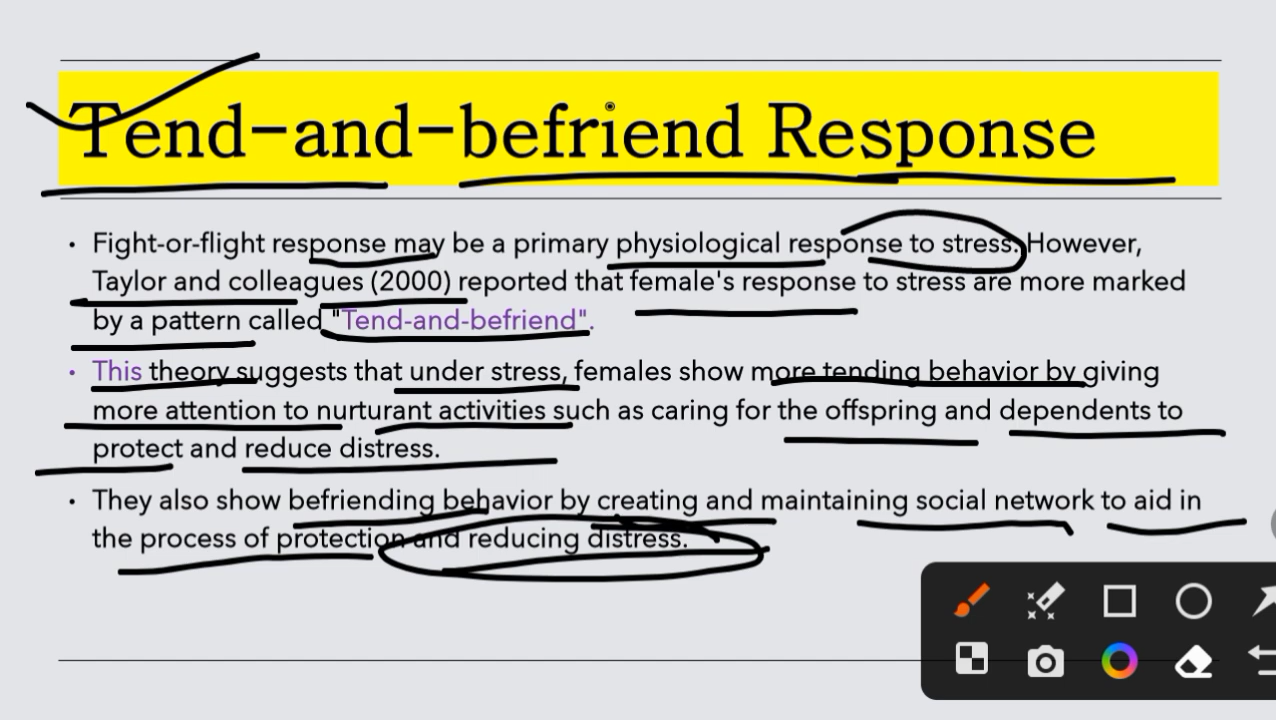 Tend-and-befriend Response
• Fight-or-flight response may be a primary physiological response to stress. However,
Taylor and colleagues (2000) reported that female's response to stress are more marked
by a pattern called "Tend-and-befriend".
• This theory suggests that under stress, females show more tending behavior by giving
more attention to nurturant activities such as caring for the offspring and dependents to
protect and reduce distress.
• They also show befriending behavior by creating and maintaining social network to aid in
the process of protection and reducing distress.